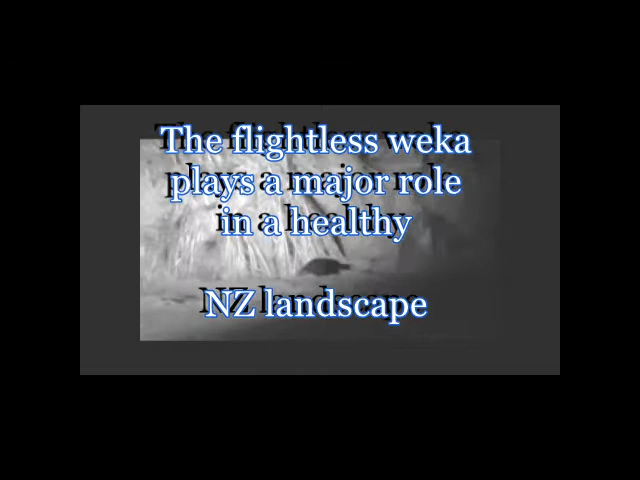 The flightless weka
plays a major role
in a healthy
NZ landscape